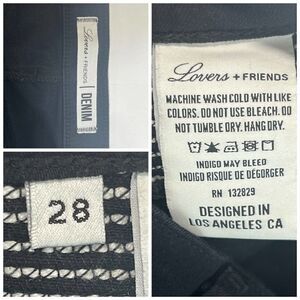 Lovers
+ FRIENDS
DENIM
Lovers + FRIENDS
MACHINE WASH COLD WITH LIKE
COLORS. DO NOT USE BLEACH. DO
NOT TUMBLE DRY. HANG DRY.
INDIGO MAY BLEED
INDIGO RISQUE DE DÉGORGER
RN 132829
DESIGNED IN
LOS ANGELES CA
28